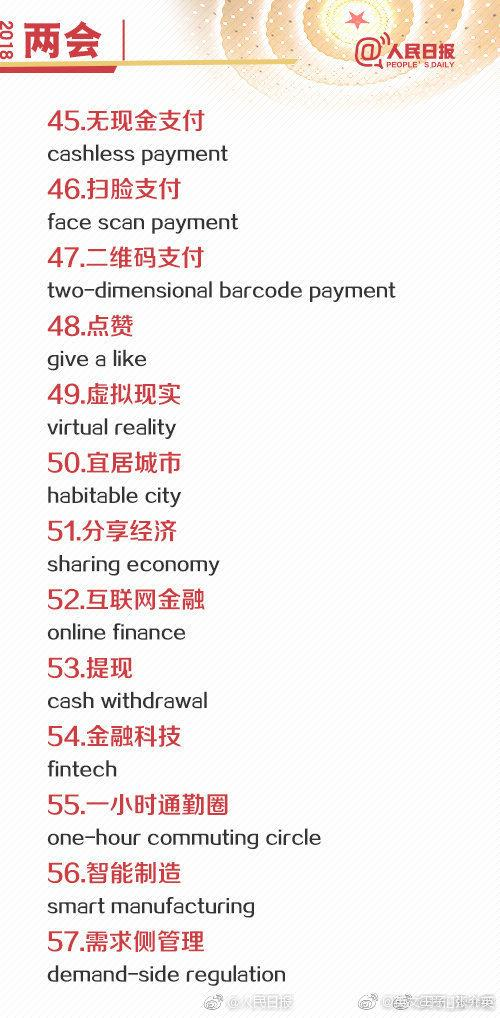 2018
两会
@人民日报
PEOPLE'S DAILY
45.无现金支付
cashless payment
46.扫脸支付
face scan payment
47.二维码支付
two-dimensional barcode payment
48.点赞
give a like
49.虚拟现实
virtual reality
50.宜居城市
habitable city
51.分享经济
sharing economy
52.互联网金融
online finance
53.提现
cash withdrawal
54.金融科技
fintech
55.一小时通勤圈
one-hour commuting circle
56.智能制造
smart manufacturing
57.需求侧管理
demand-side regulation
@人民日报